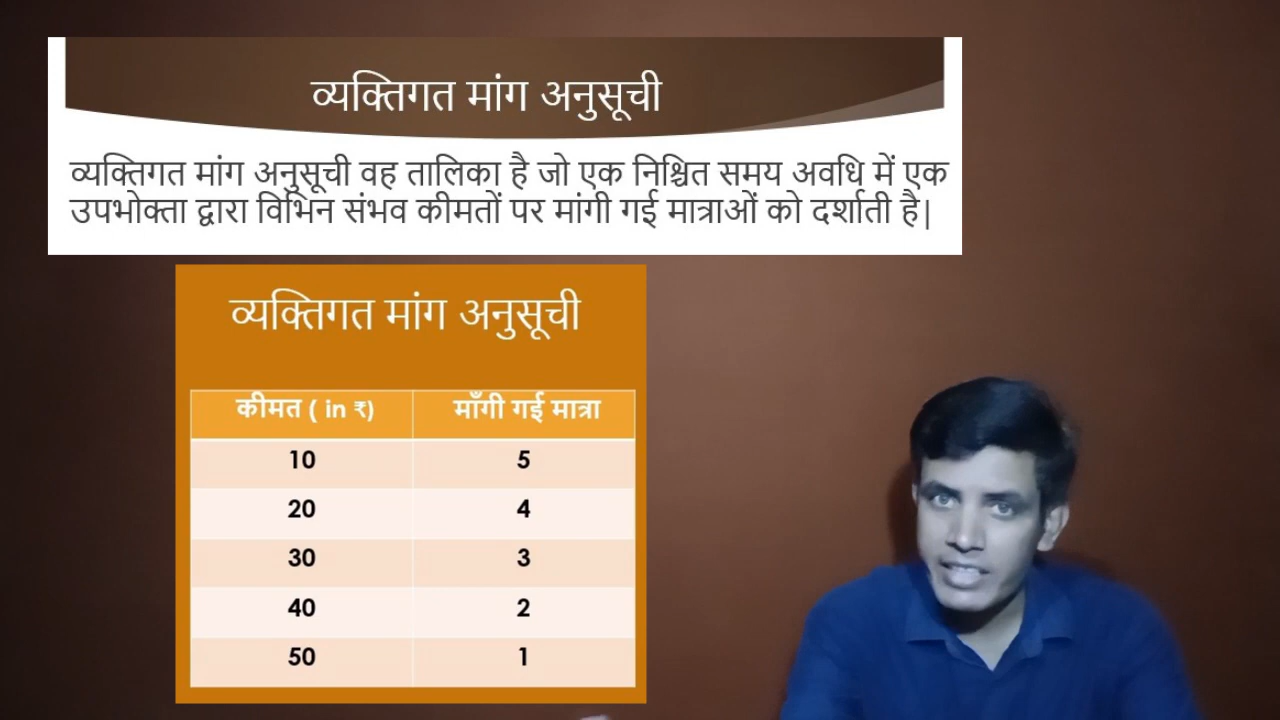 व्यक्तिगत मांग अनुसूची
व्यक्तिगत मांग अनुसूची वह तालिका है जो एक निश्चित समय अवधि में एक
उपभोक्ता द्वारा विभिन संभव कीमतों पर मांगी गई मात्राओं को दर्शाती है|
व्यक्तिगत मांग अनुसूची
कीमत ( in ₹) माँगी गई मात्रा
10 5
20 4
30 3
40 2
50 1